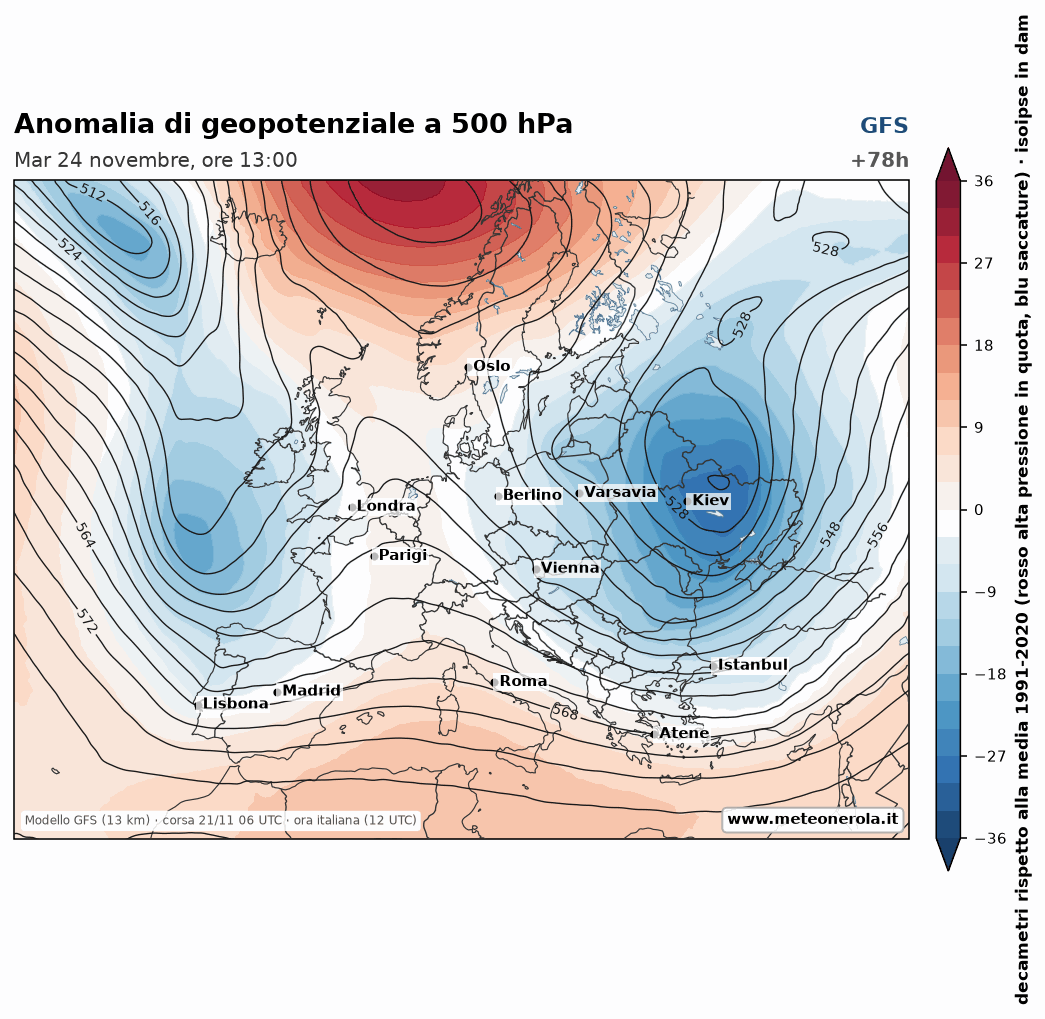 Anomalia di geopotenziale a 500 hPa
GFS
Mar 24 novembre, ore 13:00
+78h
512
516
524
528
528
Oslo
Berlino
Varsavia
Londra
Kiev
528
564
548
556
Parigi
Vienna
572
Istanbul
Roma
Madrid
Lisbona
568
Atene
Modello GFS (13 km) · corsa 21/11 06 UTC · ora italiana (12 UTC)
www.meteonerola.it
36
27
18
9
0
−9
−18
−27
−36
decametri rispetto alla media 1991-2020 (rosso alta pressione in quota, blu saccature) · isoipse in dam